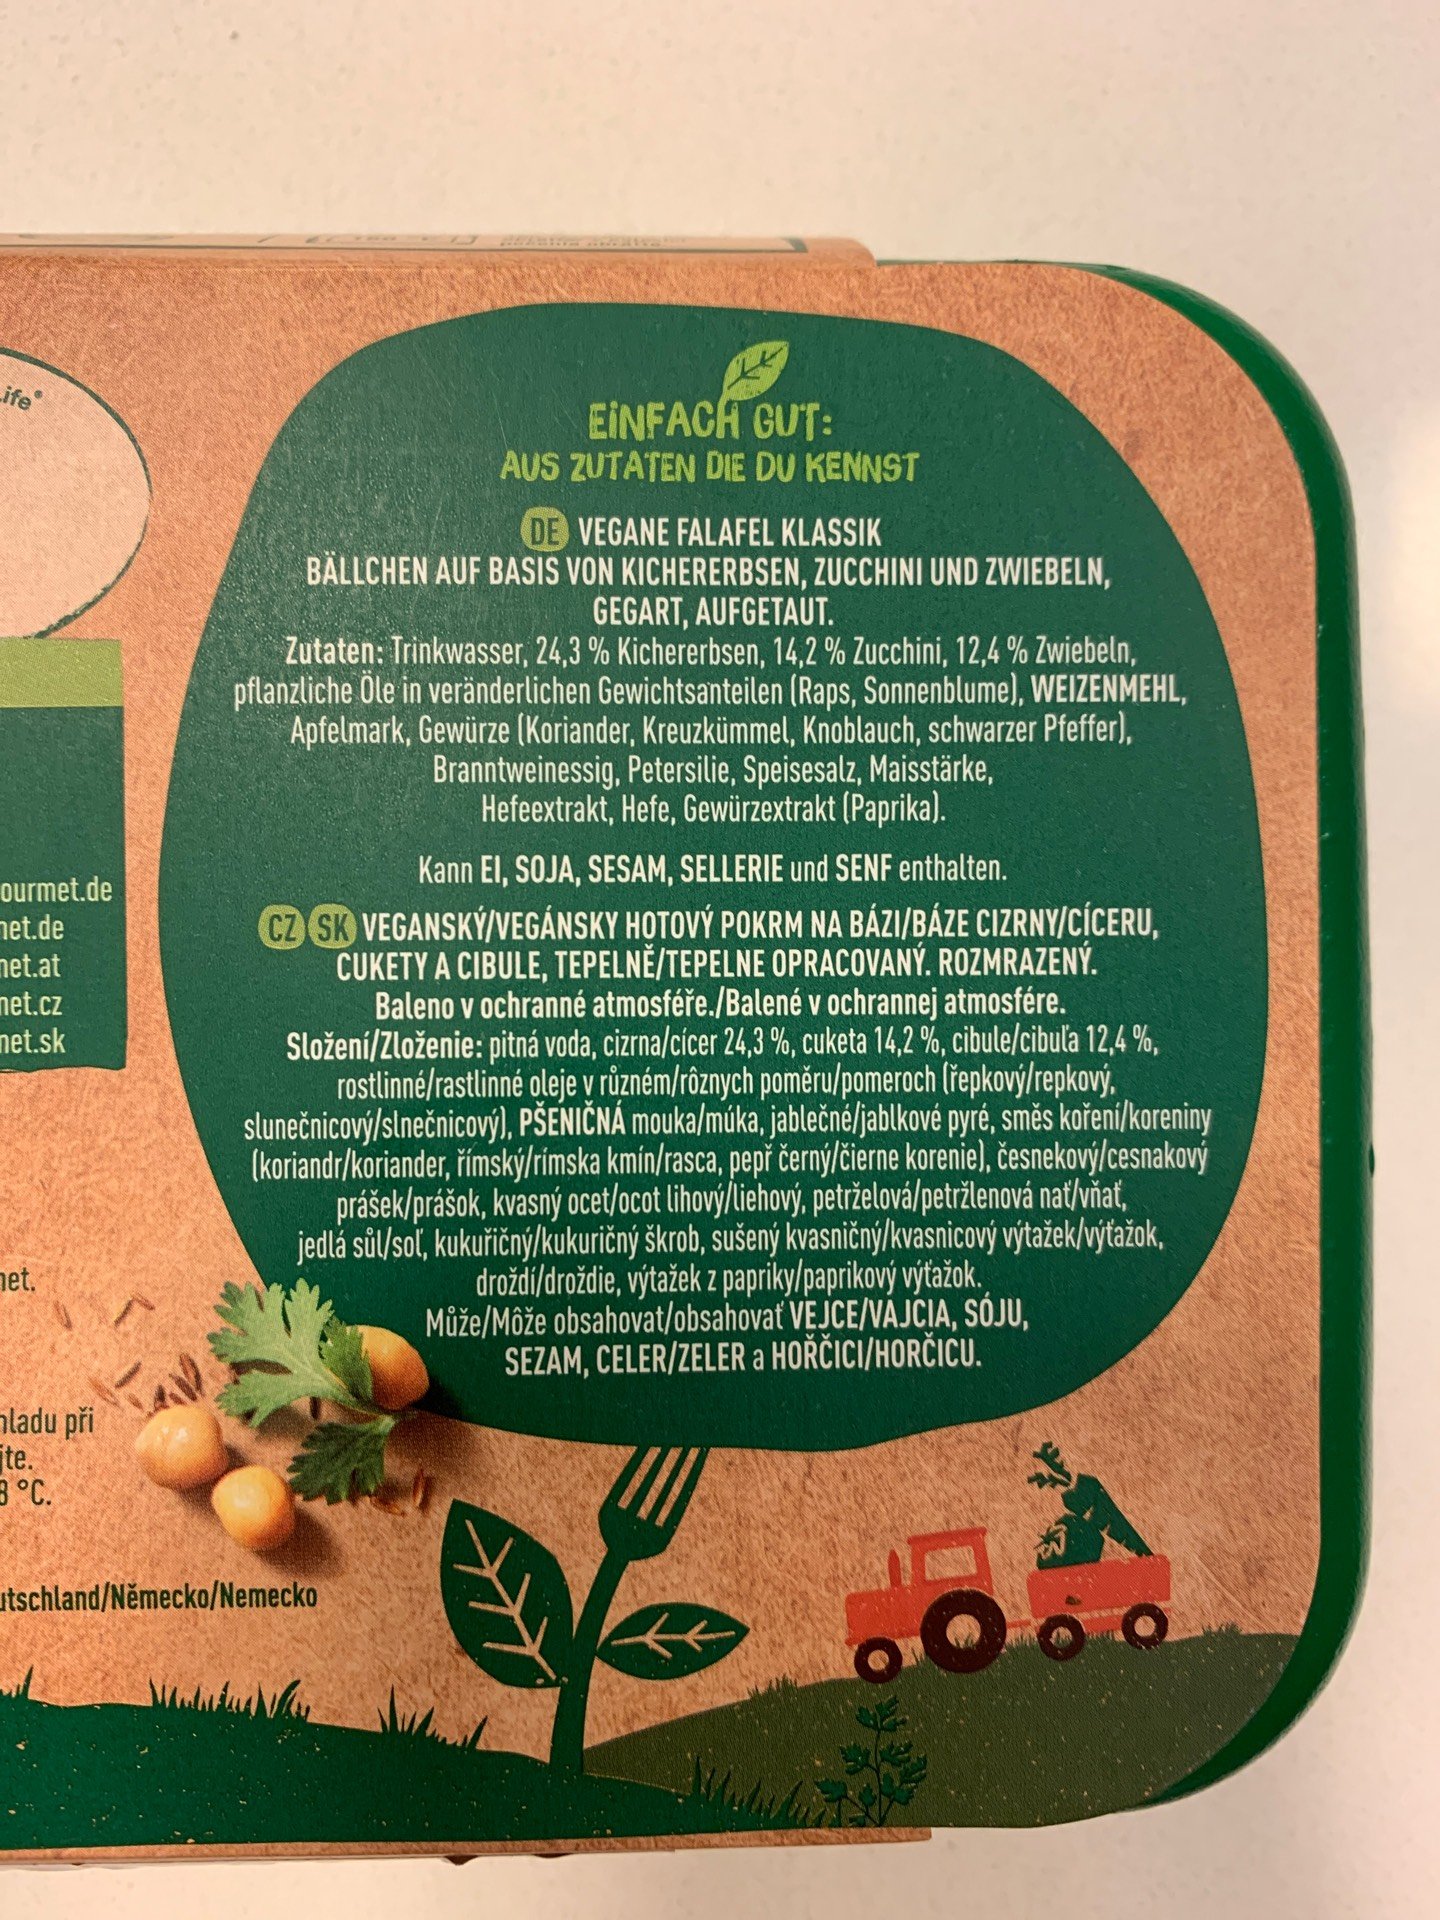 EINFACH GUT:
AUS ZUTATEN DIE DU KENNST
DE VEGANE FALAFEL KLASSIK
BÄLLCHEN AUF BASIS VON KICHERERBSEN, ZUCCHINI UND ZWIEBELN,
GEGART, AUFGETAUT.
Zutaten: Trinkwasser, 24,3 % Kichererbsen, 14,2 % Zucchini, 12,4 % Zwiebeln,
pflanzliche Öle in veränderlichen Gewichtsanteilen (Raps, Sonnenblume), WEIZENMEHL,
Apfelmark, Gewürze (Koriander, Kreuzkümmel, Knoblauch, schwarzer Pfeffer),
Branntweinessig, Petersilie, Speisesalz, Maisstärke,
Hefeextrakt, Hefe, Gewürzextrakt (Paprika).
Kann EI, SOJA, SESAM, SELLERIE und SENF enthalten.
CZ SK VEGANSKÝ/VEGÁNSKY HOTOVÝ POKRM NA BÁZI/BÁZE CIZRNY/CÍCERU,
CUKETY A CIBULE, TEPELNĚ/TEPELNE OPRACOVANÝ. ROZMRAZENÝ.
Baleno v ochranné atmosféře./Balené v ochrannej atmosfére.
Složení/Zloženie: pitná voda, cizrna/cícer 24,3 %, cuketa 14,2 %, cibule/cibuľa 12,4 %,
rostlinné/rastlinné oleje v různém/rôznych poměru/pomeroch (řepkový/repkový,
slunečnicový/slnečnicový), PŠENIČNÁ mouka/múka, jablečné/jablkové pyré, směs koření/koreniny
(koriandr/koriander, římský/rímska kmín/rasca, pepř černý/čierne korenie), česnekový/cesnakový
prášek/prášok, kvasný ocet/ocot lihový/liehový, petrželová/petržlenová nať/vňať,
jedlá sůl/soľ, kukuřičný/kukuričný škrob, sušený kvasničný/kvasnicový výtažek/výťažok,
droždí/droždie, výtažek z papriky/paprikový výťažok.
Může/Môže obsahovat/obsahovať VEJCE/VAJCIA, SÓJU,
SEZAM, CELER/ZELER a HOŘČICI/HORČICU.
ife®
ourmet.de
net.de
net.at
net.cz
net.sk
net.
hladu při
jte.
8 °C.
utschland/Německo/Nemecko